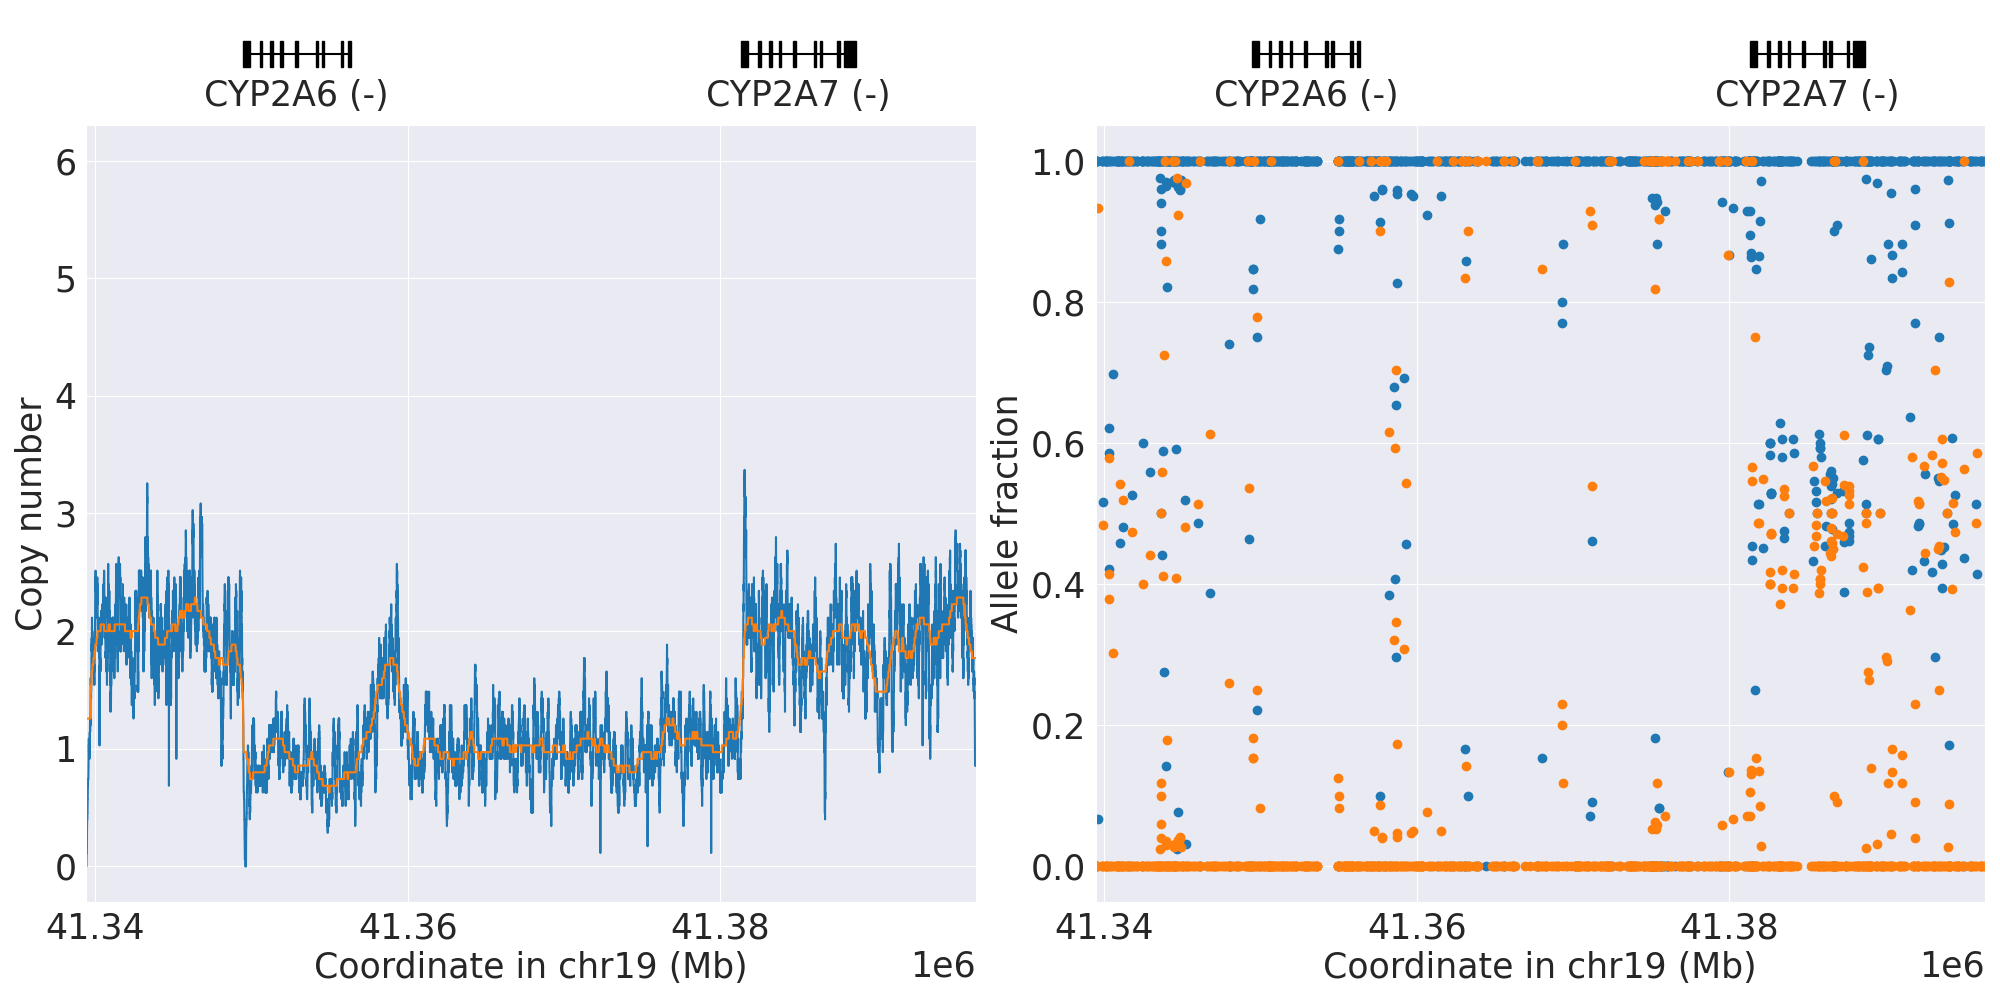 CYP2A6 (-)
CYP2A7 (-)
6
5
4
3
2
1
0
Copy number
41.34
41.36
41.38
Coordinate in chr19 (Mb)
1e6
CYP2A6 (-)
CYP2A7 (-)
1.0
0.8
0.6
0.4
0.2
0.0
Allele fraction
41.34
41.36
41.38
Coordinate in chr19 (Mb)
1e6